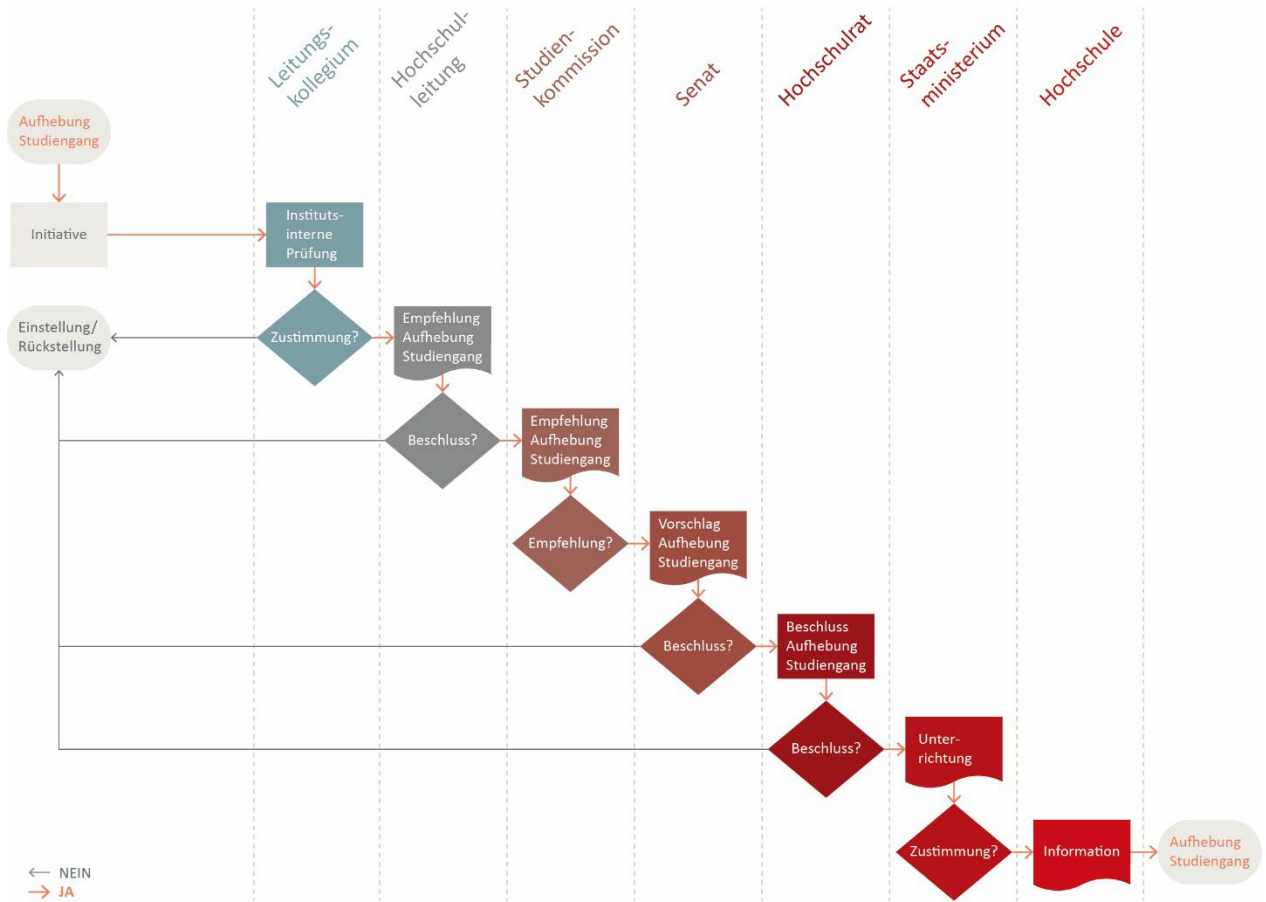 Leitungs-
kollegium
Hochschul-
leitung
Studien-
kommission
Senat
Hochschulrat
Staats-
ministerium
Hochschule
Aufhebung
Studiengang
Initiative
Instituts-
interne
Prüfung
Einstellung/
Rückstellung
Zustimmung?
Empfehlung
Aufhebung
Studiengang
Beschluss?
Empfehlung
Aufhebung
Studiengang
Empfehlung?
Vorschlag
Aufhebung
Studiengang
Beschluss?
Beschluss
Aufhebung
Studiengang
Beschluss?
Unter-
richtung
Zustimmung?
Information
Aufhebung
Studiengang
NEIN
JA